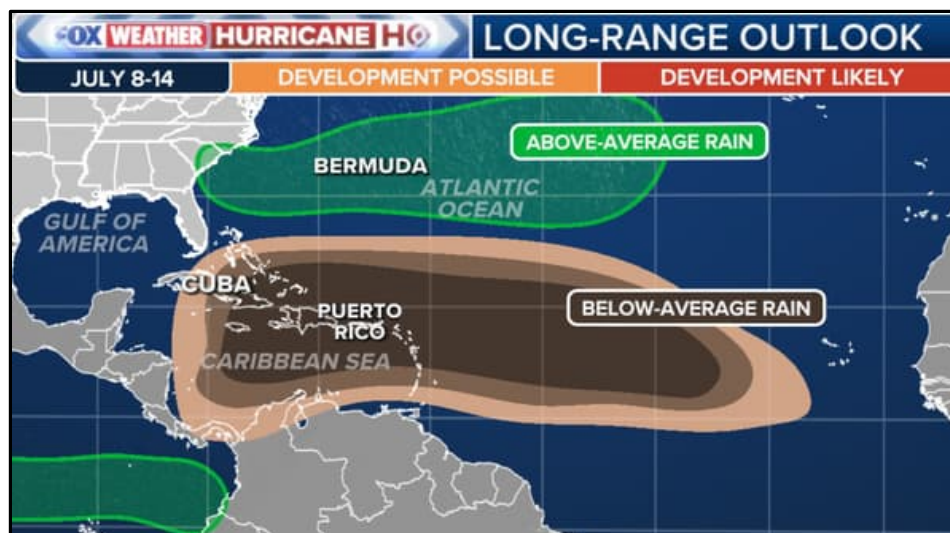 FOX WEATHER HURRICANE HQ
LONG-RANGE OUTLOOK
JULY 8-14
DEVELOPMENT POSSIBLE
DEVELOPMENT LIKELY
ABOVE-AVERAGE RAIN
BERMUDA
ATLANTIC
OCEAN
GULF OF
AMERICA
CUBA
PUERTO
RICO
BELOW-AVERAGE RAIN
CARIBBEAN SEA